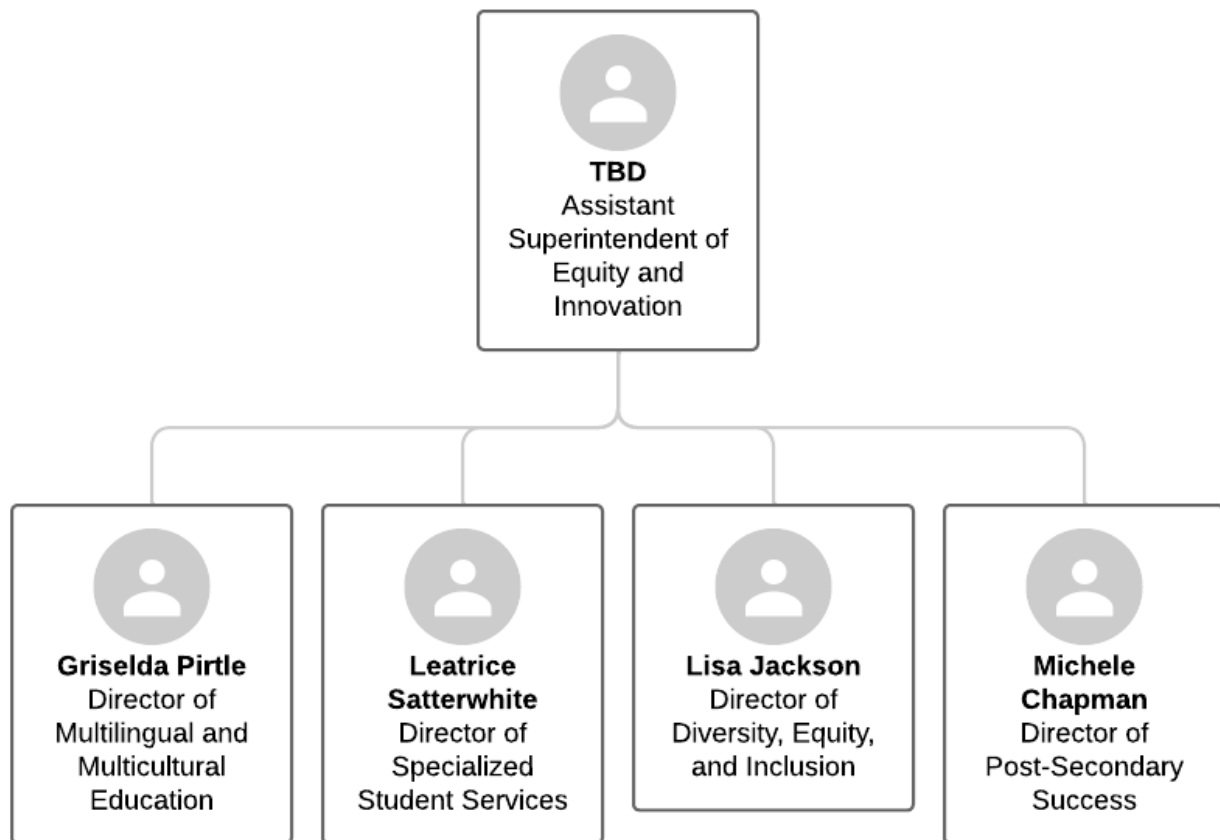 TBD
Assistant
Superintendent of
Equity and
Innovation
Griselda Pirtle
Director of
Multilingual and
Multicultural
Education
Leatrice
Satterwhite
Director of
Specialized
Student Services
Lisa Jackson
Director of
Diversity, Equity,
and Inclusion
Michele
Chapman
Director of
Post-Secondary
Success